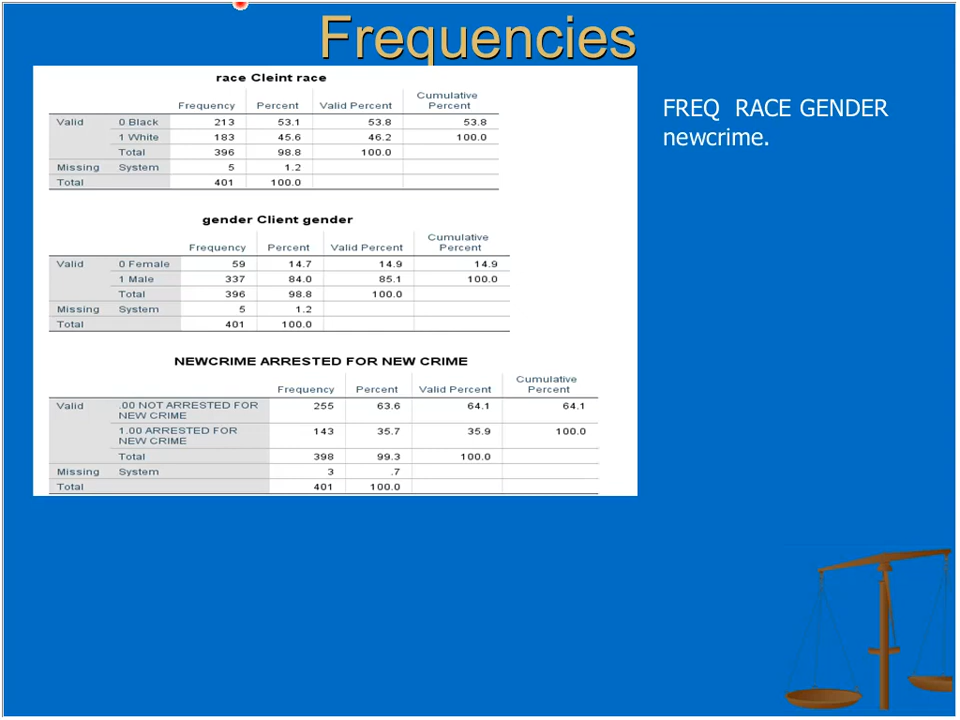 Frequencies
race Cleint race
Frequency Percent Valid Percent Cumulative Percent
Valid 0 Black 213 53.1 53.8 53.8
1 White 183 45.6 46.2 100.0
Total 396 98.8 100.0
Missing System 5 1.2
Total 401 100.0
gender Client gender
Frequency Percent Valid Percent Cumulative Percent
Valid 0 Female 59 14.7 14.9 14.9
1 Male 337 84.0 85.1 100.0
Total 396 98.8 100.0
Missing System 5 1.2
Total 401 100.0
NEWCRIME ARRESTED FOR NEW CRIME
Frequency Percent Valid Percent Cumulative Percent
Valid .00 NOT ARRESTED FOR NEW CRIME 255 63.6 64.1 64.1
1.00 ARRESTED FOR NEW CRIME 143 35.7 35.9 100.0
Total 398 99.3 100.0
Missing System 3 .7
Total 401 100.0
FREQ RACE GENDER
newcrime.